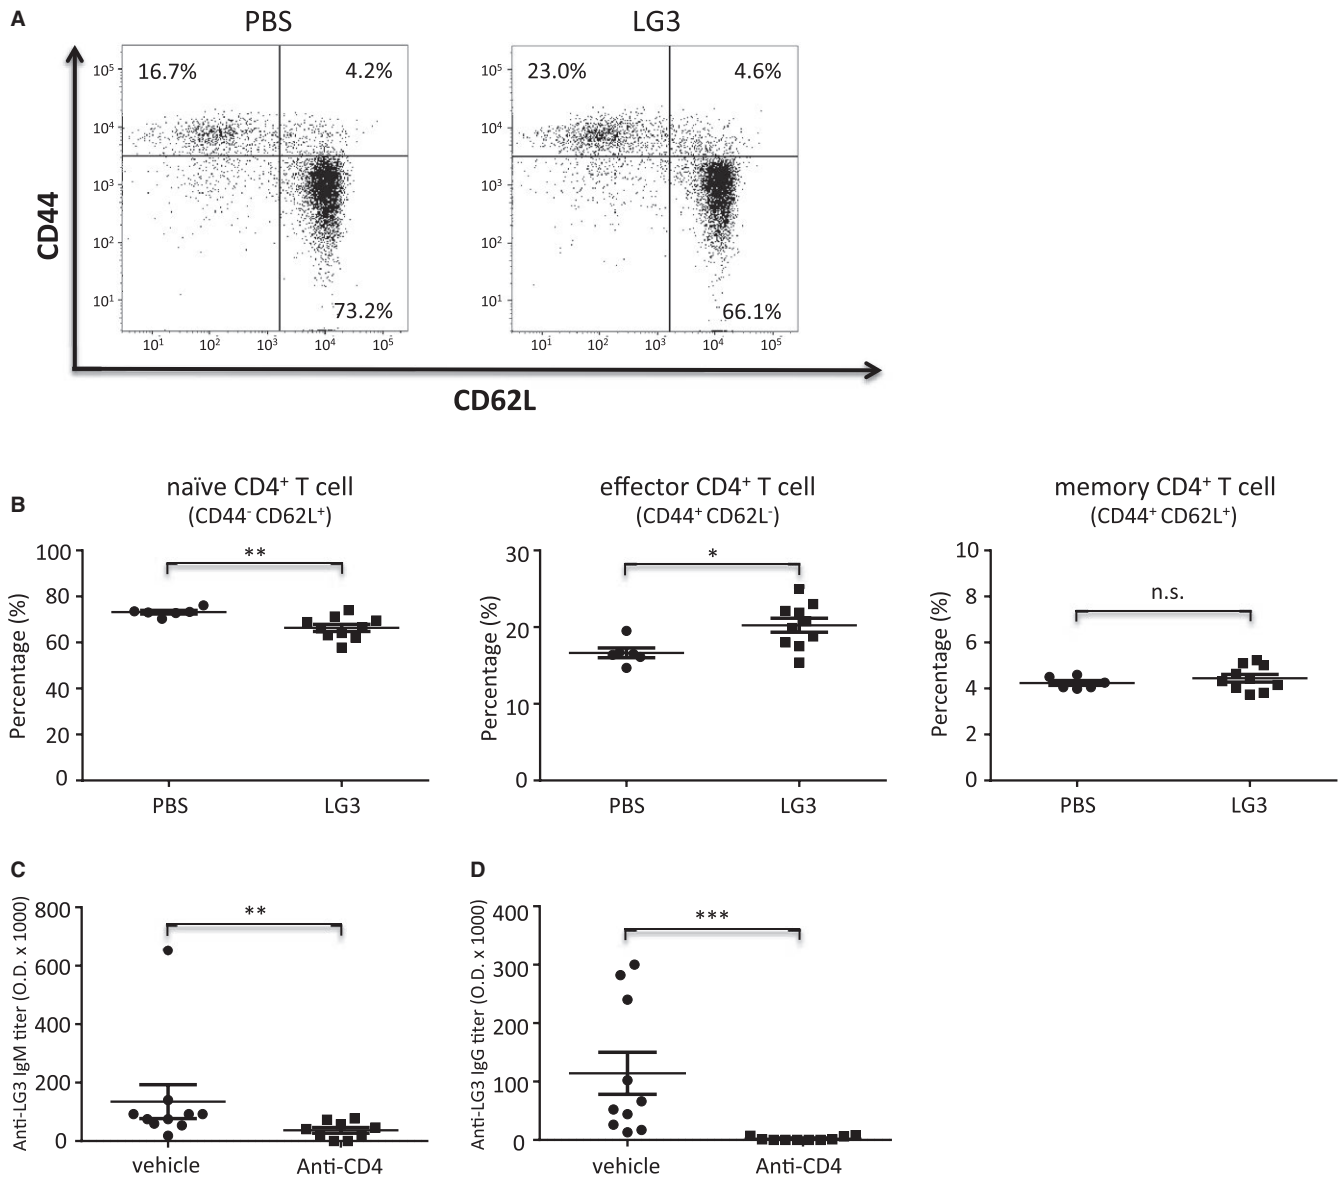 A
PBS
LG3
10⁵
10⁴
10³
10²
10¹
16.7%
4.2%
73.2%
10¹
10²
10³
10⁴
10⁵
10⁵
10⁴
10³
10²
10¹
23.0%
4.6%
66.1%
10¹
10²
10³
10⁴
10⁵
CD44
CD62L
B
naïve CD4⁺ T cell
(CD44⁻ CD62L⁺)
**
Percentage (%)
100
80
60
40
20
0
PBS
LG3
effector CD4⁺ T cell
(CD44⁺ CD62L⁻)
*
Percentage (%)
30
20
10
0
PBS
LG3
memory CD4⁺ T cell
(CD44⁺ CD62L⁺)
n.s.
Percentage (%)
10
8
6
4
2
0
PBS
LG3
C
**
Anti-LG3 IgM titer (O.D. x 1000)
800
600
400
200
0
vehicle
Anti-CD4
D
***
Anti-LG3 IgG titer (O.D. x 1000)
400
300
200
100
0
vehicle
Anti-CD4